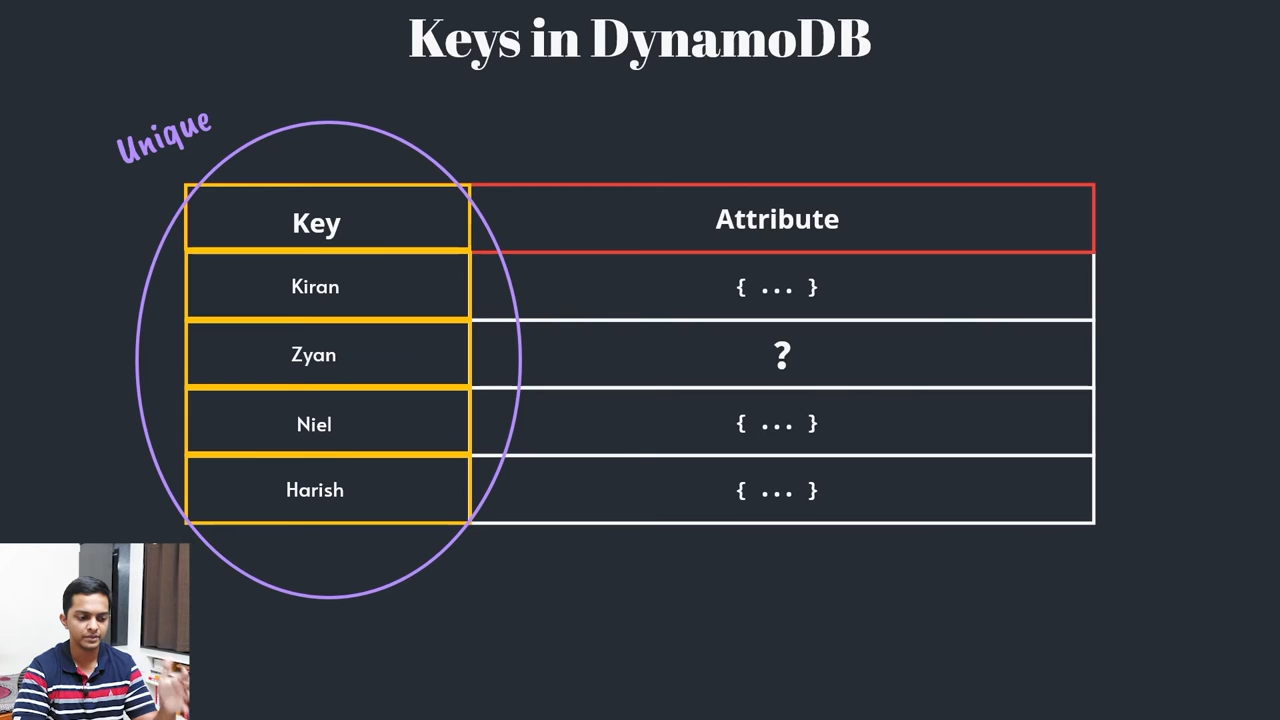 Keys in DynamoDB
Unique
Key Attribute
Kiran { ... }
Zyan ?
Niel { ... }
Harish { ... }